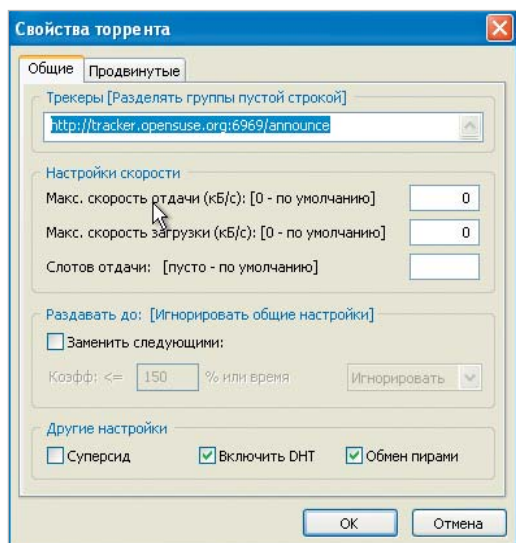 Свойства торрента
Общие Продвинутые
Трекеры [Разделять группы пустой строкой]
http://tracker.opensuse.org:6969/announce
Настройки скорости
Макс. скорость отдачи (кБ/с): [0 - по умолчанию] 0
Макс. скорость загрузки (кБ/с): [0 - по умолчанию] 0
Слотов отдачи: [пусто - по умолчанию]
Раздавать до: [Игнорировать общие настройки]
Заменить следующими:
Коэфф: <= 150 % или время Игнорировать
Другие настройки
Суперсид Включить DHT Обмен пирами
OK Отмена